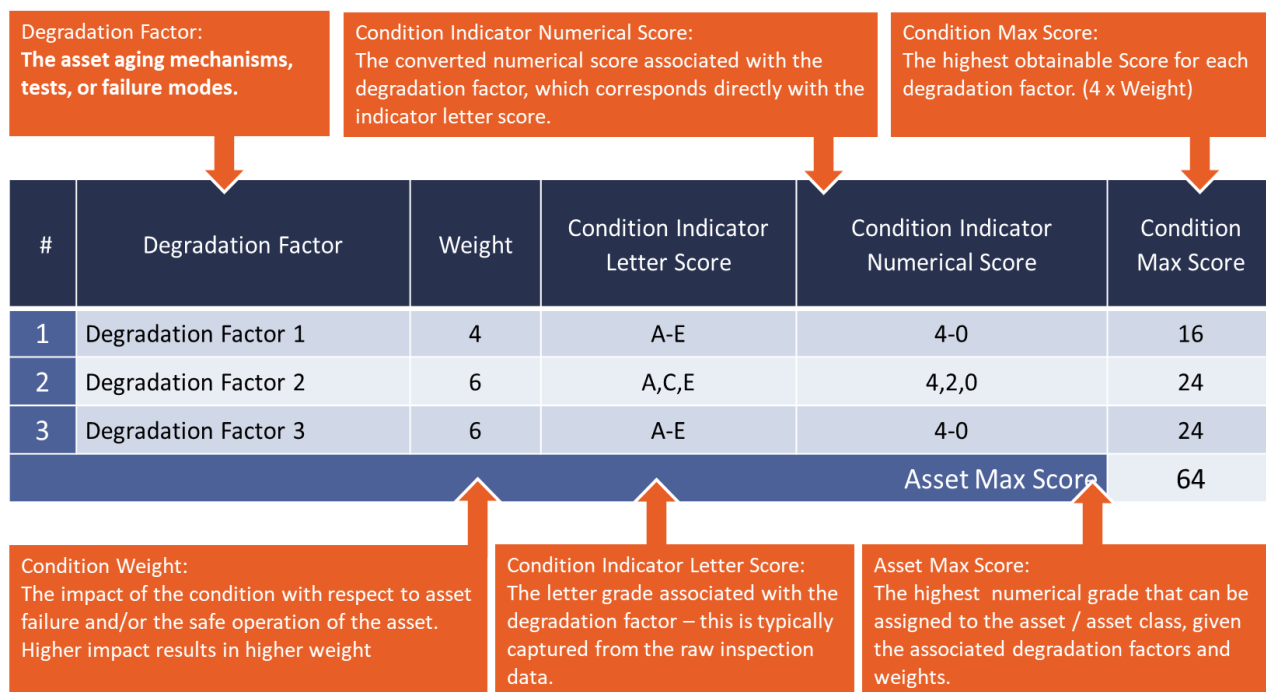 Degradation Factor:
The asset aging mechanisms,
tests, or failure modes.
Condition Indicator Numerical Score:
The converted numerical score associated with the
degradation factor, which corresponds directly with the
indicator letter score.
Condition Max Score:
The highest obtainable Score for each
degradation factor. (4 x Weight)
# Degradation Factor Weight Condition Indicator Letter Score Condition Indicator Numerical Score Condition Max Score
1 Degradation Factor 1 4 A-E 4-0 16
2 Degradation Factor 2 6 A,C,E 4,2,0 24
3 Degradation Factor 3 6 A-E 4-0 24
Asset Max Score 64
Condition Weight:
The impact of the condition with respect to asset
failure and/or the safe operation of the asset.
Higher impact results in higher weight
Condition Indicator Letter Score:
The letter grade associated with the
degradation factor – this is typically
captured from the raw inspection
data.
Asset Max Score:
The highest  numerical grade that can be
assigned to the asset / asset class, given
the associated degradation factors and
weights.